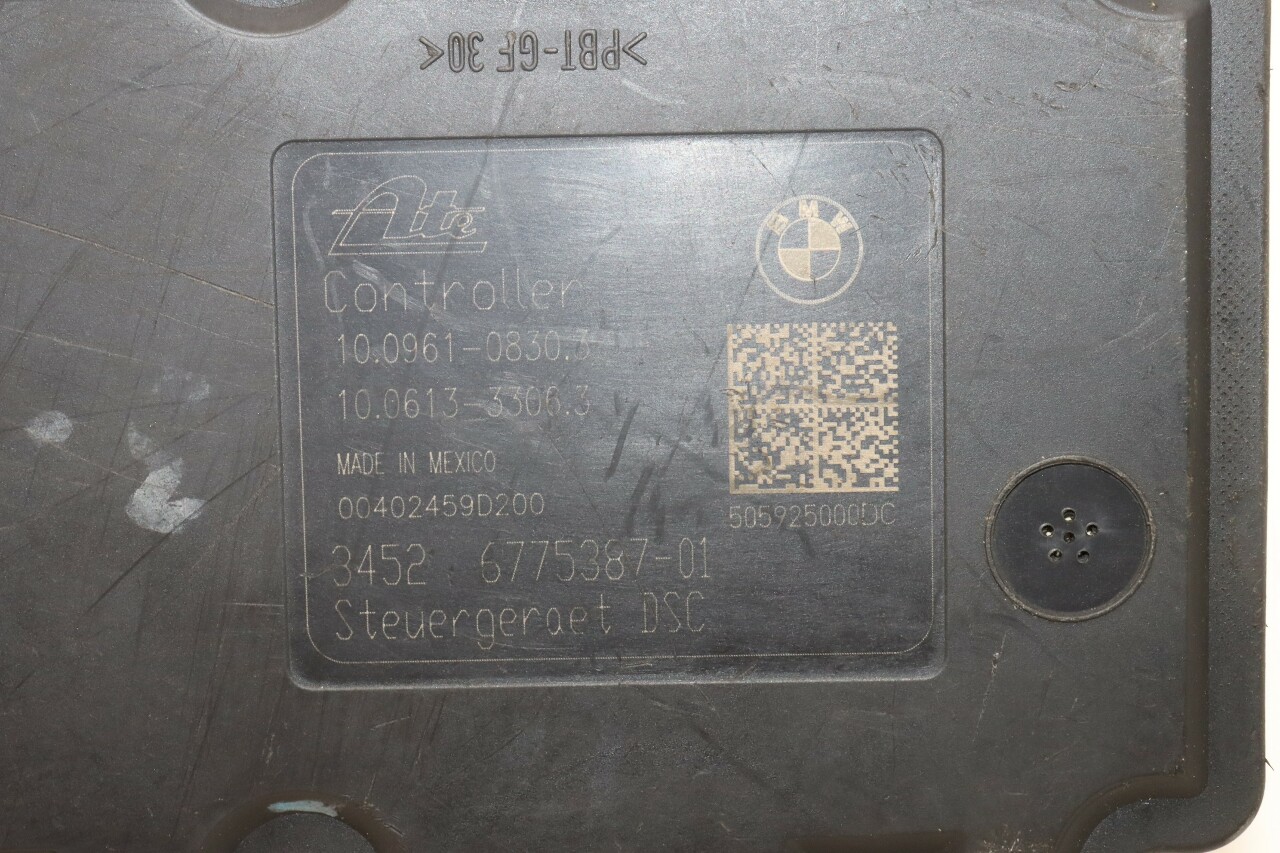 >PBT-GF 30<
Ate
BMW
Controller
10.0961-0830.3
10.0613-3306.3
MADE IN MEXICO
00402459D200
505925000DC
3452 6775387-01
Steuergeraet DSC